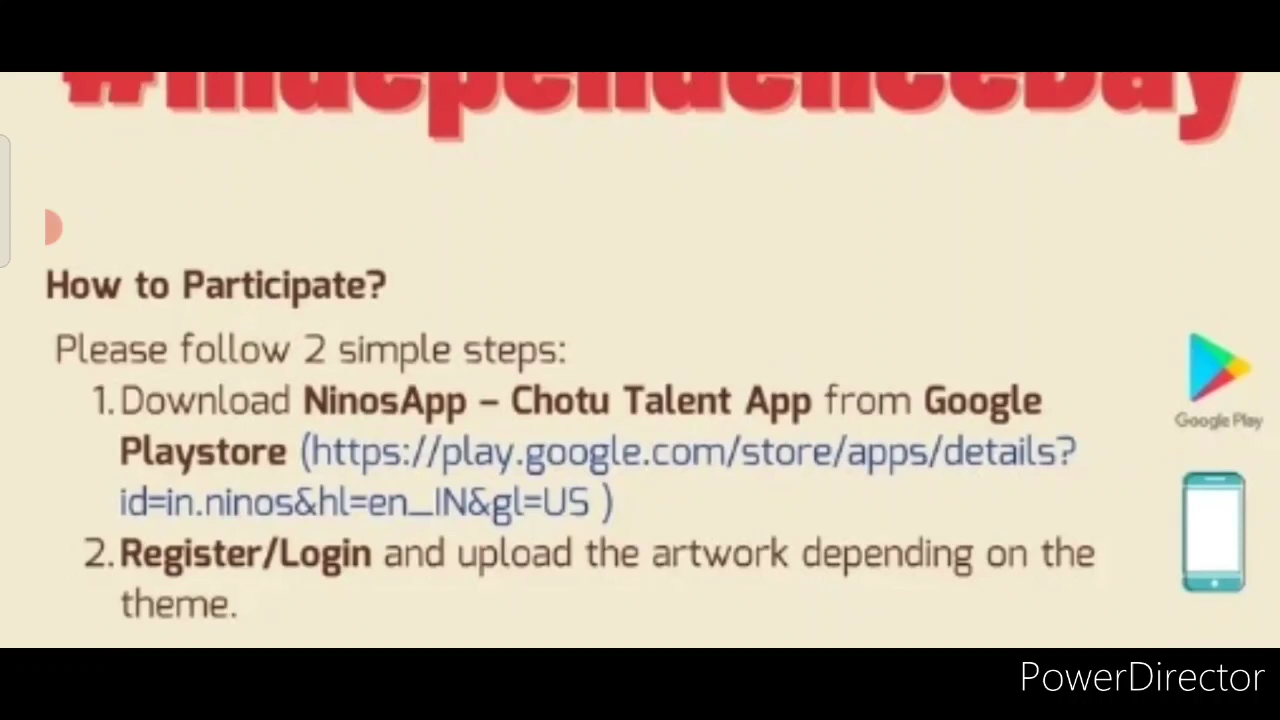 #IndependenceDay
How to Participate?
Please follow 2 simple steps:
1. Download NinosApp – Chotu Talent App from Google
Playstore (https://play.google.com/store/apps/details?
id=in.ninos&hl=en_IN&gl=US )
Google Play
2. Register/Login and upload the artwork depending on the
theme.
PowerDirector